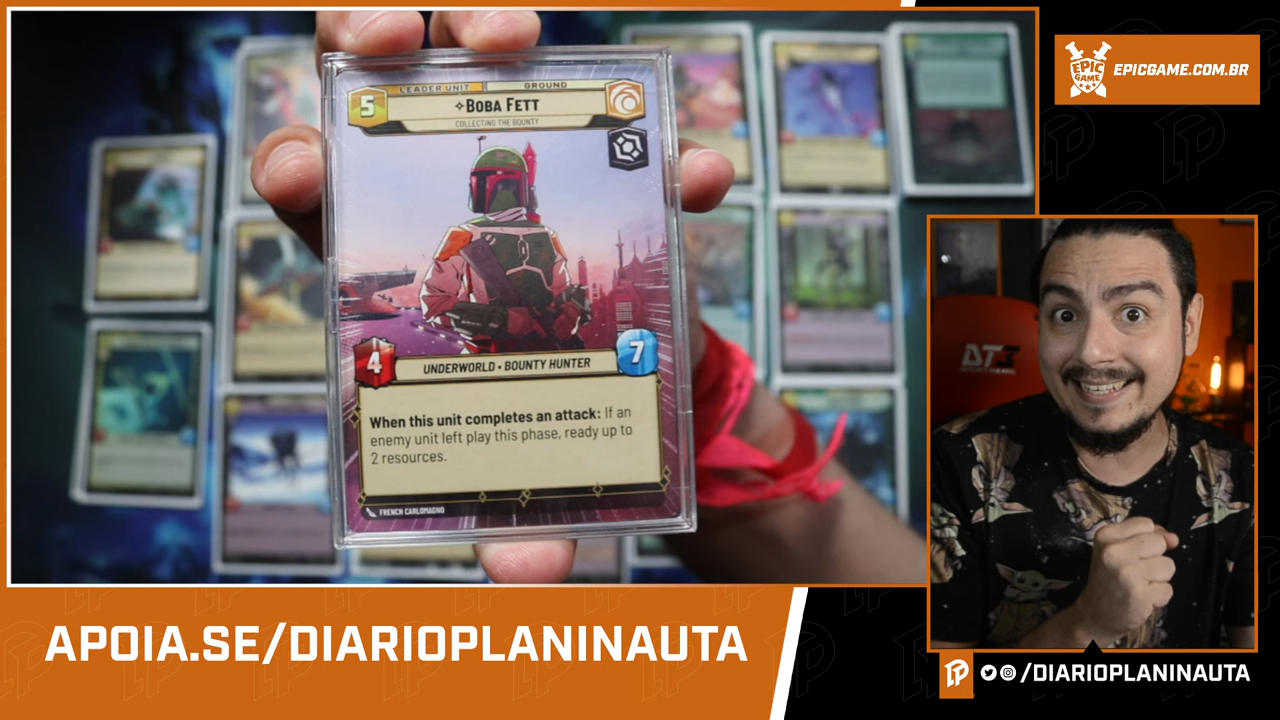 LEADER UNIT
GROUND
5
BOBA FETT
COLLECTING THE BOUNTY
4
UNDERWORLD • BOUNTY HUNTER
7
When this unit completes an attack: If an
enemy unit left play this phase, ready up to
2 resources.
FRENCH CARLOMAGNO
EPIC
GAME
EPICGAME.COM.BR
DT3
APOIA.SE/DIARIOPLANINAUTA
/DIARIOPLANINAUTA